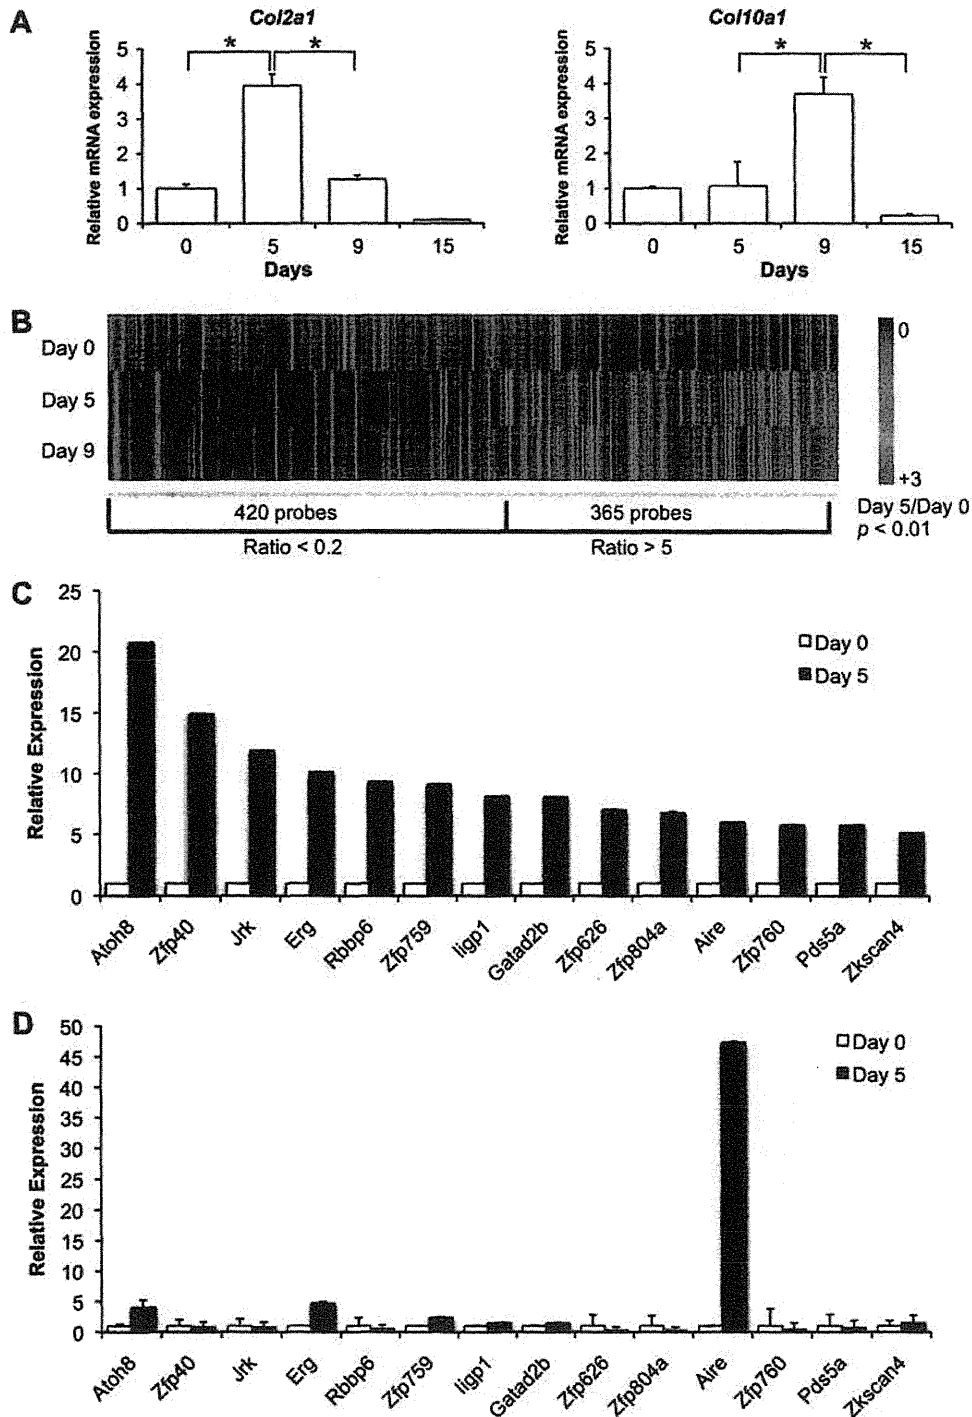 A
Col2a1
Relative mRNA expression
5
4
3
2
1
0
* *
0 5 9 15
Days
Col10a1
Relative mRNA expression
5
4
3
2
1
0
* *
0 5 9 15
Days
B
Day 0
Day 5
Day 9
0
+3
420 probes
365 probes
Ratio < 0.2
Ratio > 5
Day 5/Day 0
p < 0.01
C
Relative Expression
25
20
15
10
5
0
Day 0
Day 5
Atoh8
Zfp40
Jrk
Erg
Rbbp6
Zfp759
Iigp1
Gatad2b
Zfp626
Zfp804a
Aire
Zfp760
Pds5a
Zkscan4
D
Relative Expression
50
45
40
35
30
25
20
15
10
5
0
Day 0
Day 5
Atoh8
Zfp40
Jrk
Erg
Rbbp6
Zfp759
Iigp1
Gatad2b
Zfp626
Zfp804a
Aire
Zfp760
Pds5a
Zkscan4